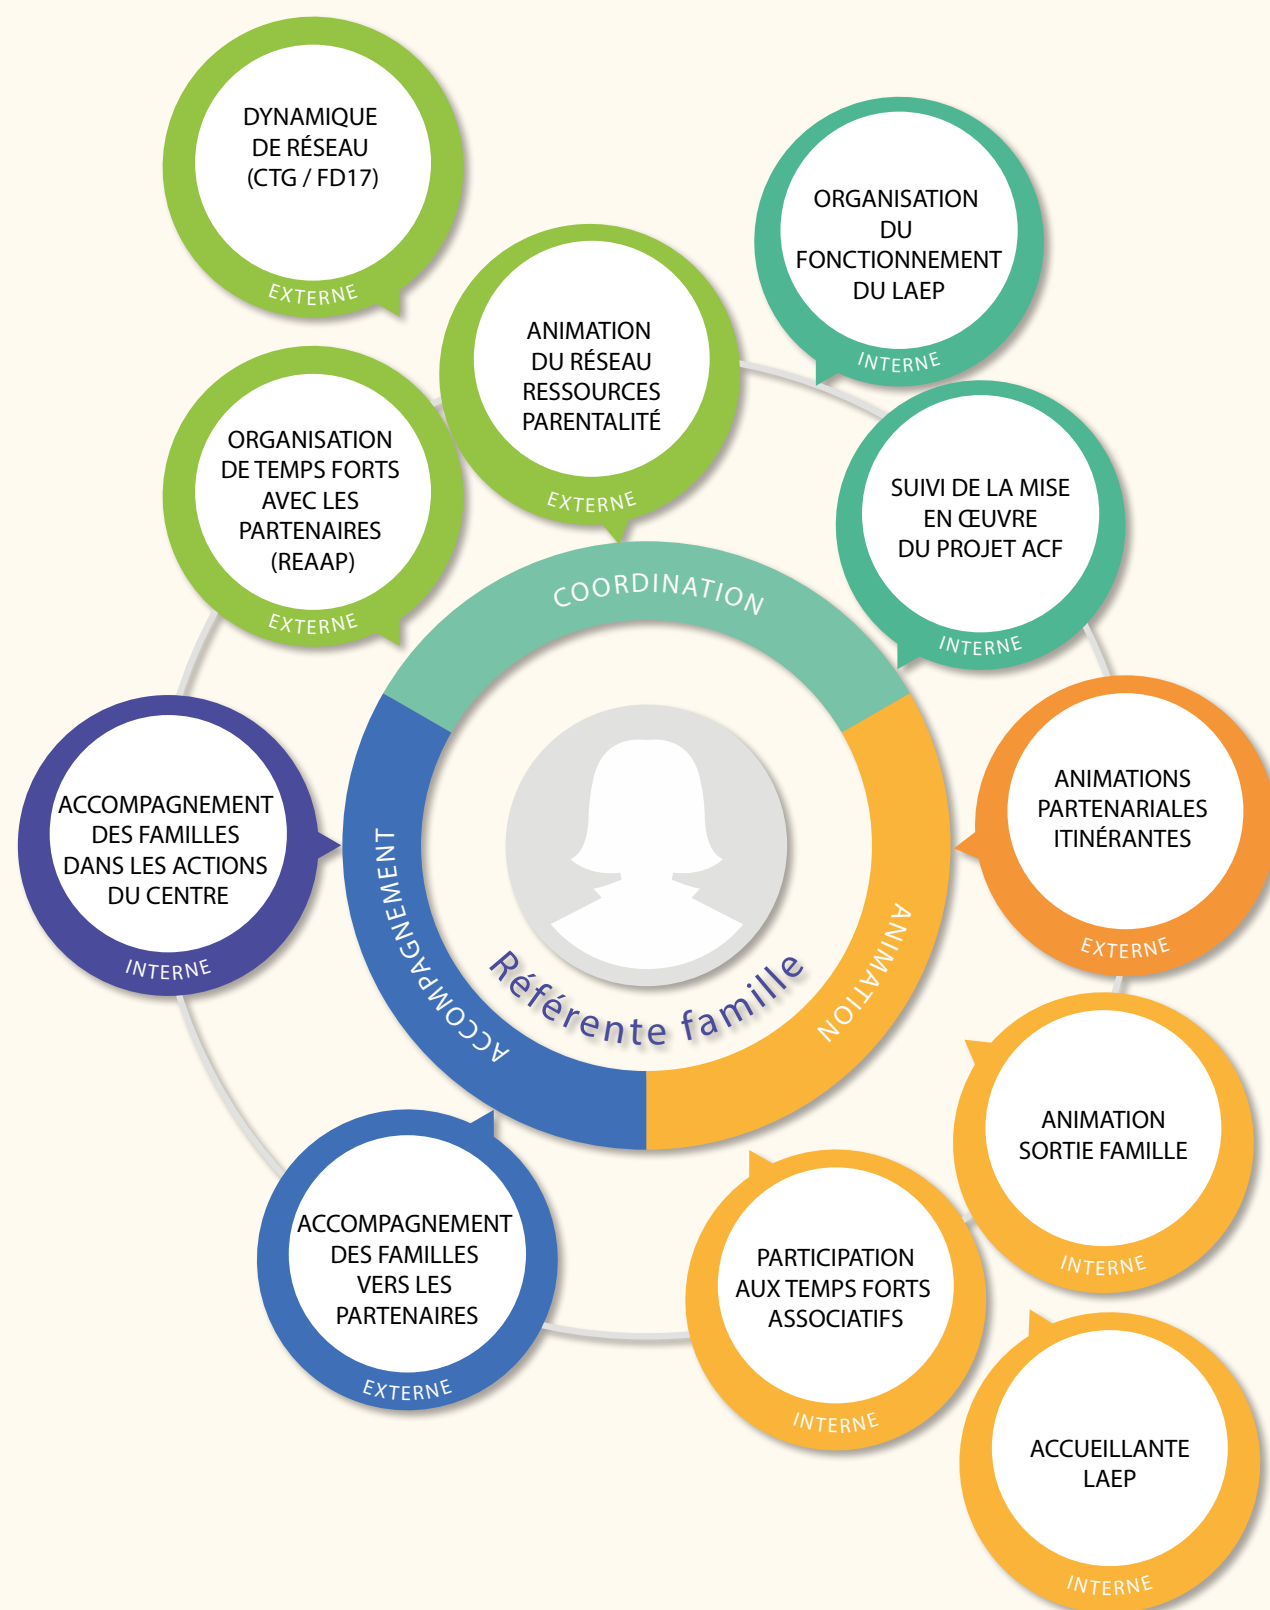 DYNAMIQUE
DE RÉSEAU
(CTG / FD17)
EXTERNE
ORGANISATION
DU
FONCTIONNEMENT
DU LAEP
INTERNE
ANIMATION
DU RÉSEAU
RESSOURCES
PARENTALITÉ
EXTERNE
ORGANISATION
DE TEMPS FORTS
AVEC LES
PARTENAIRES
(REAAP)
EXTERNE
SUIVI DE LA MISE
EN ŒUVRE
DU PROJET ACF
INTERNE
COORDINATION
ACCOMPAGNEMENT
ANIMATION
Référente famille
ACCOMPAGNEMENT
DES FAMILLES
DANS LES ACTIONS
DU CENTRE
INTERNE
ANIMATIONS
PARTENARIALES
ITINÉRANTES
EXTERNE
ANIMATION
SORTIE FAMILLE
INTERNE
ACCOMPAGNEMENT
DES FAMILLES
VERS LES
PARTENAIRES
EXTERNE
PARTICIPATION
AUX TEMPS FORTS
ASSOCIATIFS
INTERNE
ACCUEILLANTE
LAEP
INTERNE